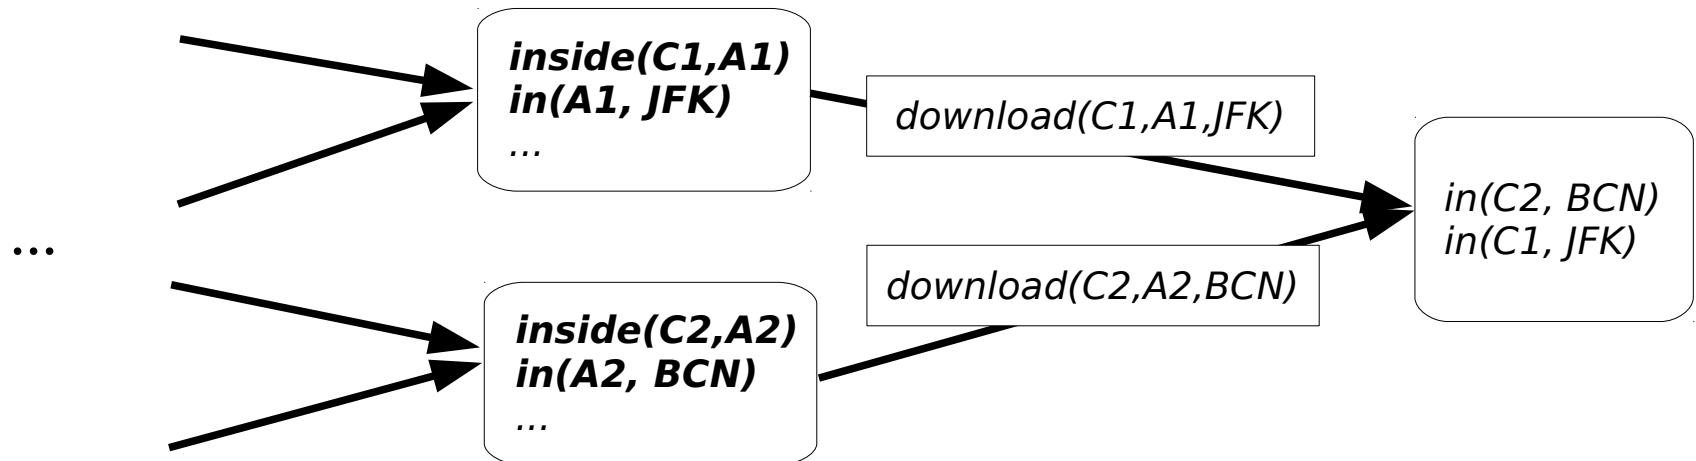 inside(C1,A1)
in(A1, JFK)
...
download(C1,A1,JFK)
in(C2, BCN)
in(C1, JFK)
...
download(C2,A2,BCN)
inside(C2,A2)
in(A2, BCN)
...